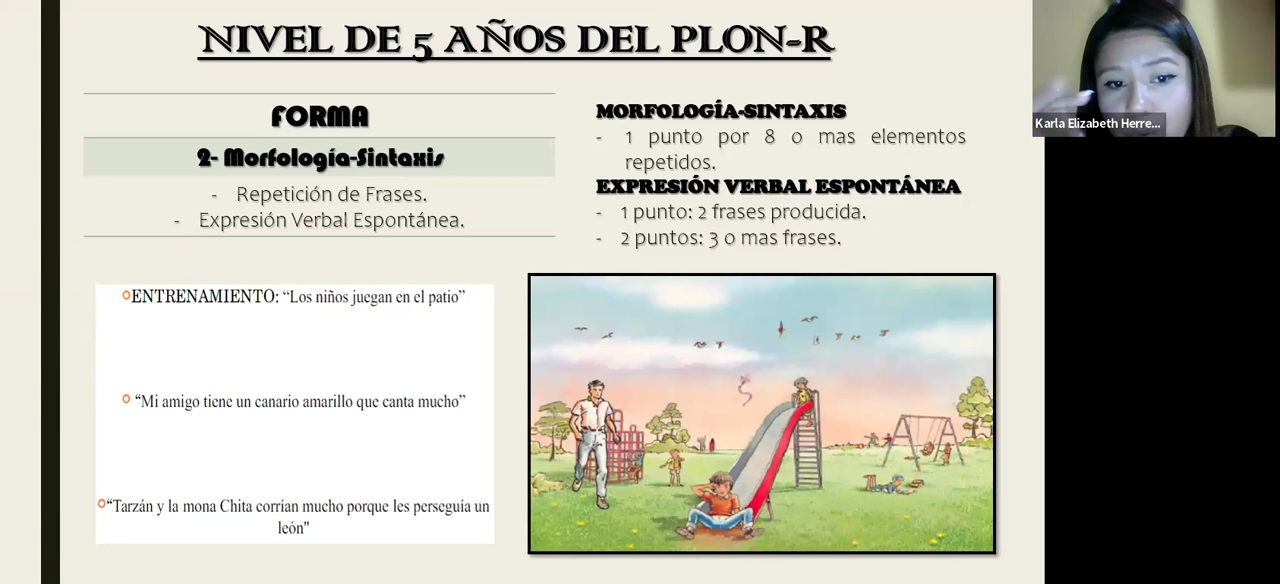 NIVEL DE 5 AÑOS DEL PLON-R
FORMA
2- Morfología-Sintaxis
- Repetición de Frases.
- Expresión Verbal Espontánea.
MORFOLOGÍA-SINTAXIS
- 1 punto por 8 o mas elementos
repetidos.
EXPRESIÓN VERBAL ESPONTÁNEA
- 1 punto: 2 frases producida.
- 2 puntos: 3 o mas frases.
ENTRENAMIENTO: “Los niños juegan en el patio”
“Mi amigo tiene un canario amarillo que canta mucho”
“Tarzán y la mona Chita corrían mucho porque les perseguía un
león"
Karla Elizabeth Herre...